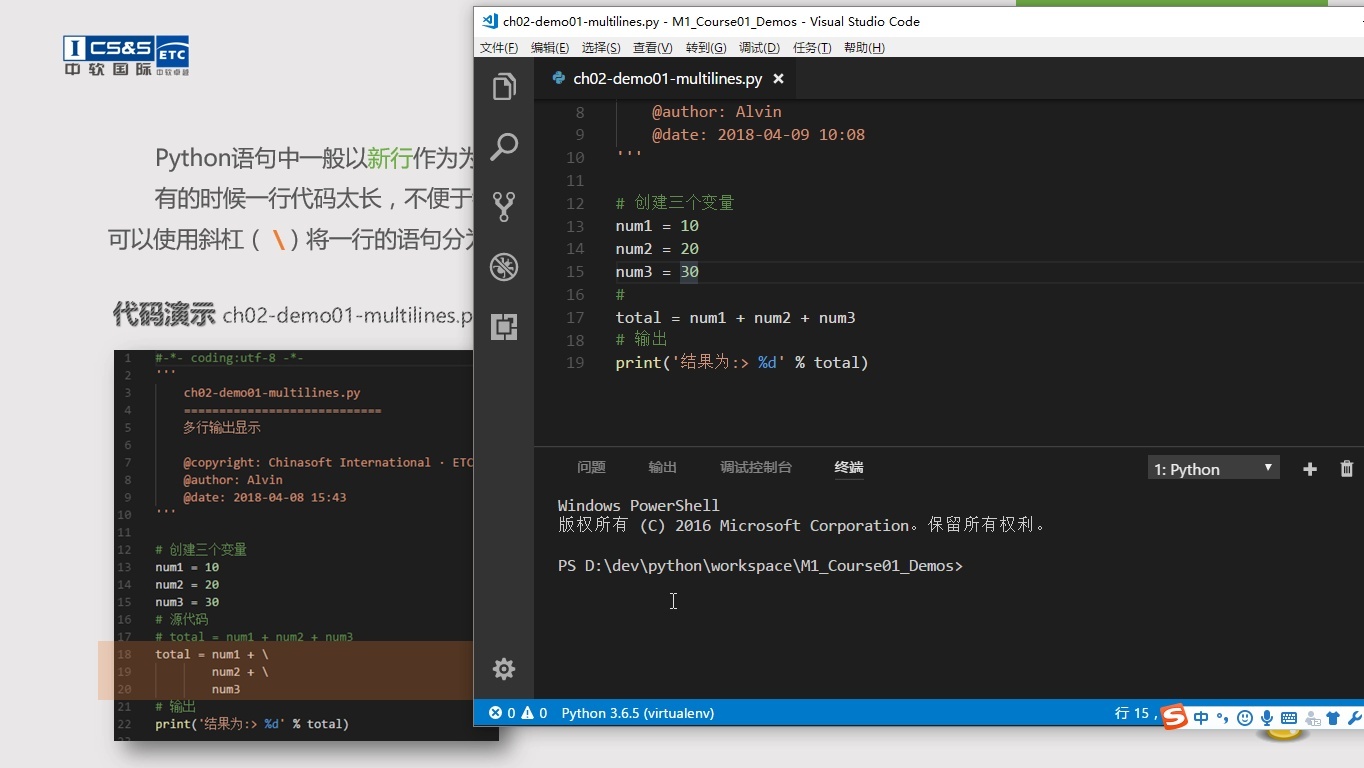 I CS&S ETC
中软国际 中软卓越
Python语句中一般以新行作为为
有的时候一行代码太长，不便于
可以使用斜杠（ \ ）将一行的语句分为
代码演示 ch02-demo01-multilines.p
1 #-*- coding:utf-8 -*-
2 '''
3 ch02-demo01-multilines.py
4 ============================
5 多行输出显示
6
7 @copyright: Chinasoft International · ETC
8 @author: Alvin
9 @date: 2018-04-08 15:43
10 '''
11
12 # 创建三个变量
13 num1 = 10
14 num2 = 20
15 num3 = 30
16 # 源代码
17 # total = num1 + num2 + num3
18 total = num1 + \
19 num2 + \
20 num3
21 # 输出
22 print('结果为:> %d' % total)
ch02-demo01-multilines.py - M1_Course01_Demos - Visual Studio Code
文件(F) 编辑(E) 选择(S) 查看(V) 转到(G) 调试(D) 任务(T) 帮助(H)
ch02-demo01-multilines.py
8 @author: Alvin
9 @date: 2018-04-09 10:08
10 '''
11
12 # 创建三个变量
13 num1 = 10
14 num2 = 20
15 num3 = 30
16 #
17 total = num1 + num2 + num3
18 # 输出
19 print('结果为:> %d' % total)
问题 输出 调试控制台 终端 1: Python
Windows PowerShell
版权所有 (C) 2016 Microsoft Corporation。保留所有权利。
PS D:\dev\python\workspace\M1_Course01_Demos>
0 0 Python 3.6.5 (virtualenv) 行 15 ,
S 中